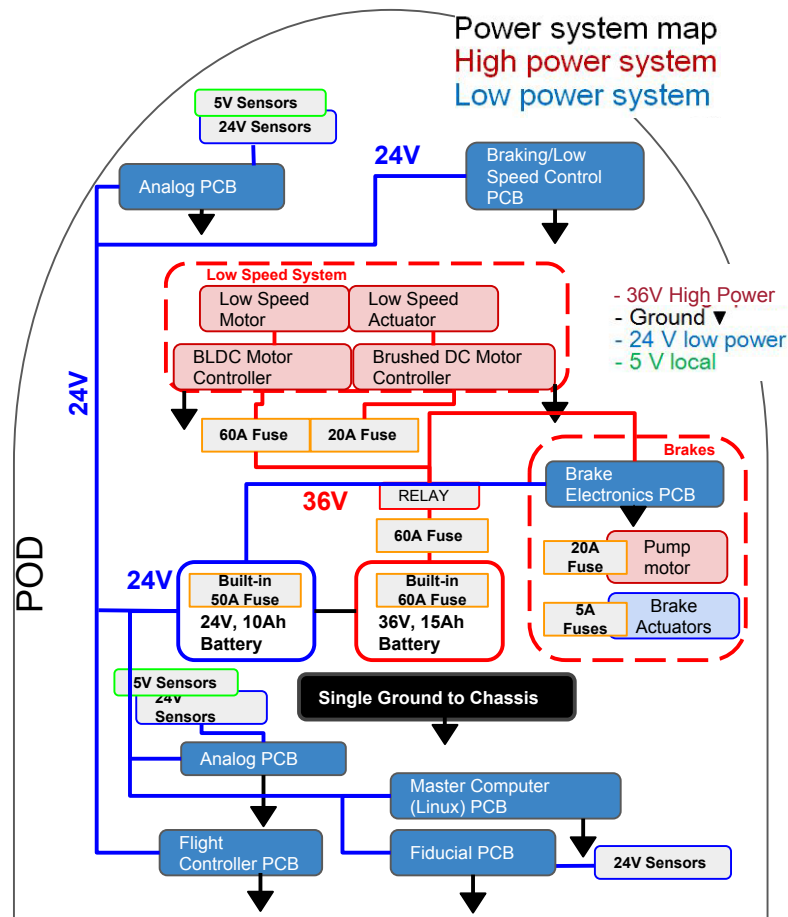 Power system map
High power system
Low power system
5V Sensors
24V Sensors
24V
Analog PCB
Braking/Low
Speed Control
PCB
Low Speed System
Low Speed
Motor
Low Speed
Actuator
BLDC Motor
Controller
Brushed DC Motor
Controller
- 36V High Power
- Ground ▼
- 24 V low power
- 5 V local
24V
60A Fuse
20A Fuse
Brakes
Brake
Electronics PCB
RELAY
36V
60A Fuse
20A
Fuse
Pump
motor
POD
24V
Built-in
50A Fuse
24V, 10Ah
Battery
Built-in
60A Fuse
36V, 15Ah
Battery
5A
Fuses
Brake
Actuators
5V Sensors
24V
Sensors
Single Ground to Chassis
Analog PCB
Master Computer
(Linux) PCB
Flight
Controller PCB
Fiducial PCB
24V Sensors